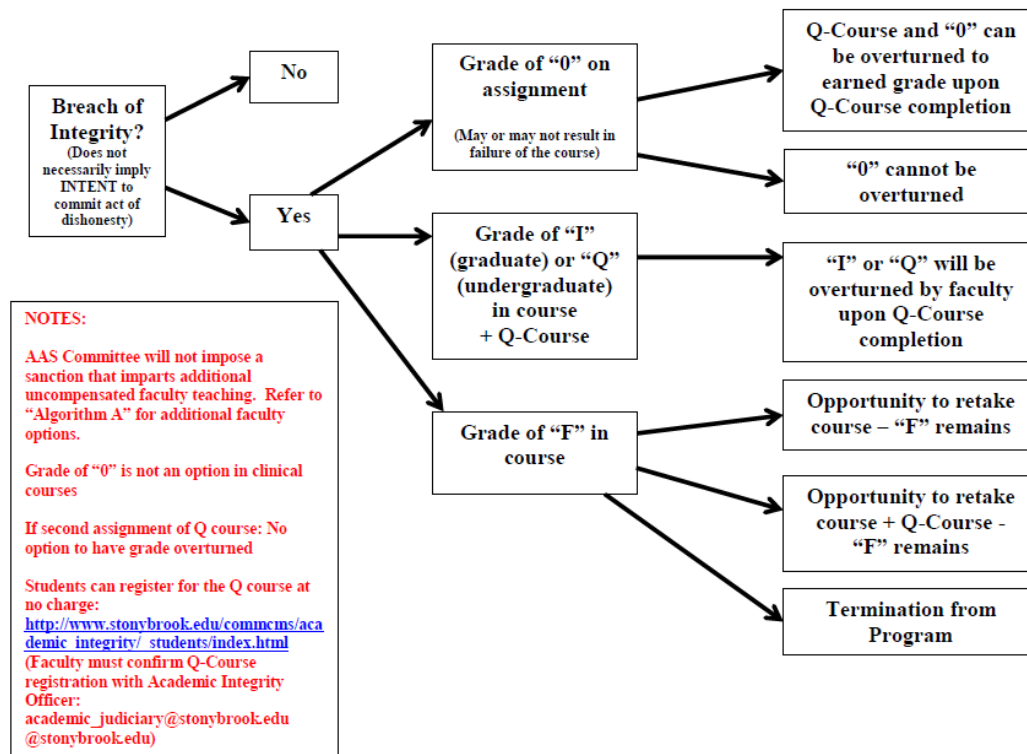 Breach of
Integrity?
(Does not
necessarily imply
INTENT to
commit act of
dishonesty)
No
Yes
Grade of “0” on
assignment
(May or may not result in
failure of the course)
Grade of “I”
(graduate) or “Q”
(undergraduate)
in course
+ Q-Course
Grade of “F” in
course
Q-Course and “0” can
be overturned to
earned grade upon
Q-Course completion
“0” cannot be
overturned
“I” or “Q” will be
overturned by faculty
upon Q-Course
completion
Opportunity to retake
course – “F” remains
Opportunity to retake
course + Q-Course -
“F” remains
Termination from
Program
NOTES:
AAS Committee will not impose a
sanction that imparts additional
uncompensated faculty teaching. Refer to
“Algorithm A” for additional faculty
options.
Grade of “0” is not an option in clinical
courses
If second assignment of Q course: No
option to have grade overturned
Students can register for the Q course at
no charge:
http://www.stonybrook.edu/commcms/aca
demic_integrity/_students/index.html
(Faculty must confirm Q-Course
registration with Academic Integrity
Officer:
academic_judiciary@stonybrook.edu
@stonybrook.edu)